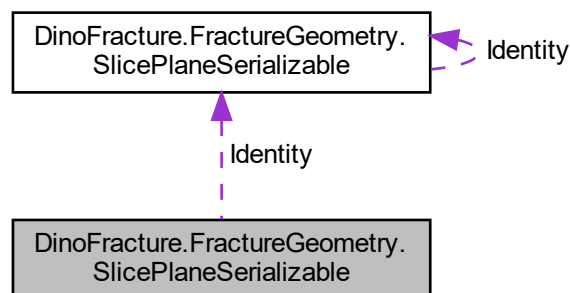 DinoFracture.FractureGeometry.
SlicePlaneSerializable
Identity
Identity
DinoFracture.FractureGeometry.
SlicePlaneSerializable